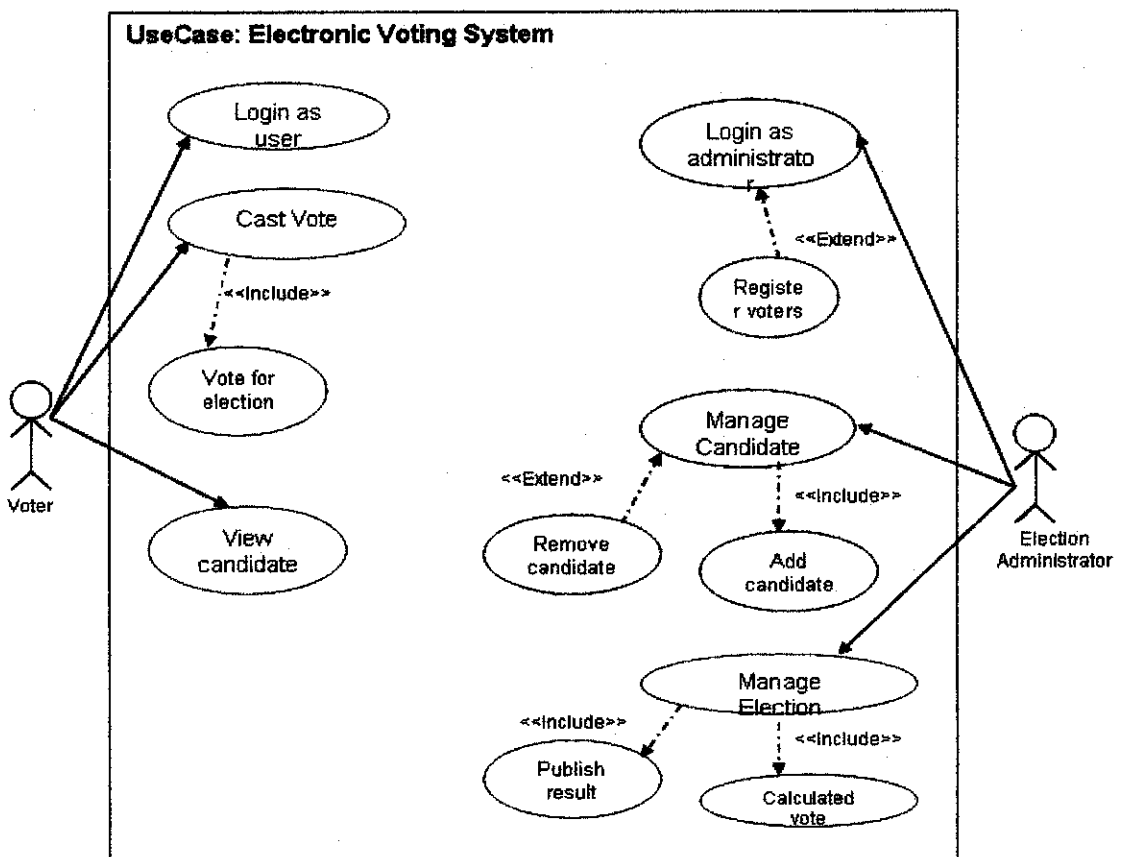 UseCase: Electronic Voting System
Login as
user
Cast Vote
<<Include>>
Vote for
election
Voter
View
candidate
Login as
administrato
r
<<Extend>>
Registe
r voters
Manage
Candidate
<<Extend>>
<<Include>>
Remove
candidate
Add
candidate
Election
Administrator
Manage
Election
<<Include>>
<<Include>>
Publish
result
Calculated
vote